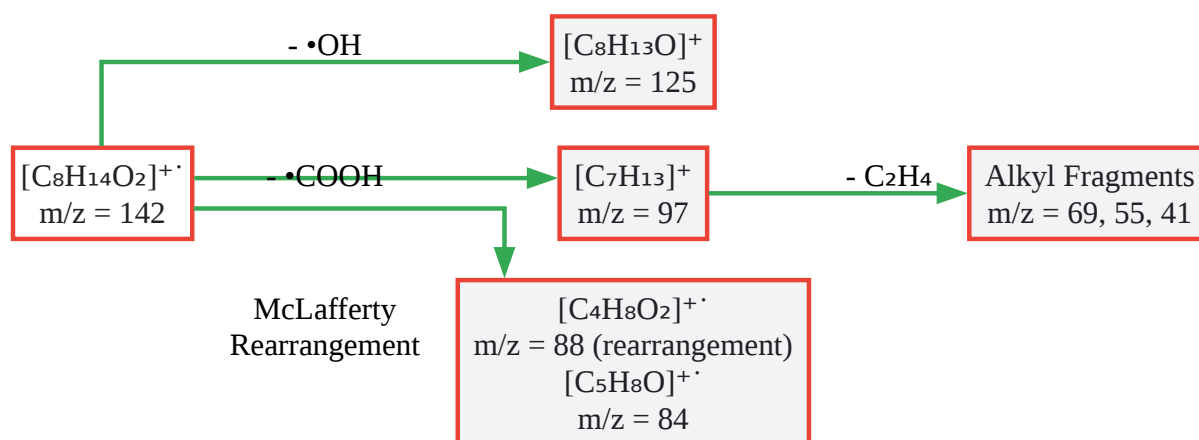 - •OH
[C₈H₁₃O]⁺
m/z = 125
[C₈H₁₄O₂]⁺˙
m/z = 142
- •COOH
[C₇H₁₃]⁺
m/z = 97
- C₂H₄
Alkyl Fragments
m/z = 69, 55, 41
McLafferty
Rearrangement
[C₄H₈O₂]⁺˙
m/z = 88 (rearrangement)
[C₅H₈O]⁺˙
m/z = 84